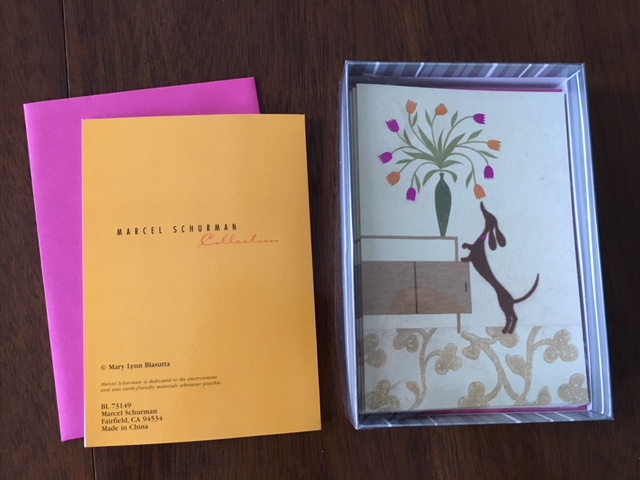 MARCEL SCHURMAN
Collection
© Mary Lynn Blasutta
Marcel Schurman is dedicated to the environment
and uses earth friendly materials whenever possible
BL 73149
Marcel Schurman
Fairfield, CA 94534
Made in China